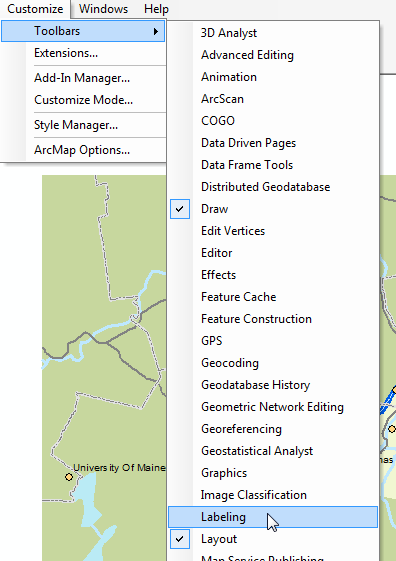 Customize Windows Help
Toolbars
Extensions...
Add-In Manager...
Customize Mode...
Style Manager...
ArcMap Options...
3D Analyst
Advanced Editing
Animation
ArcScan
COGO
Data Driven Pages
Data Frame Tools
Distributed Geodatabase
Draw
Edit Vertices
Editor
Effects
Feature Cache
Feature Construction
GPS
Geocoding
Geodatabase History
Geometric Network Editing
Georeferencing
Geostatistical Analyst
Graphics
Image Classification
Labeling
Layout
Map Service Publishing
University Of Maine
nas